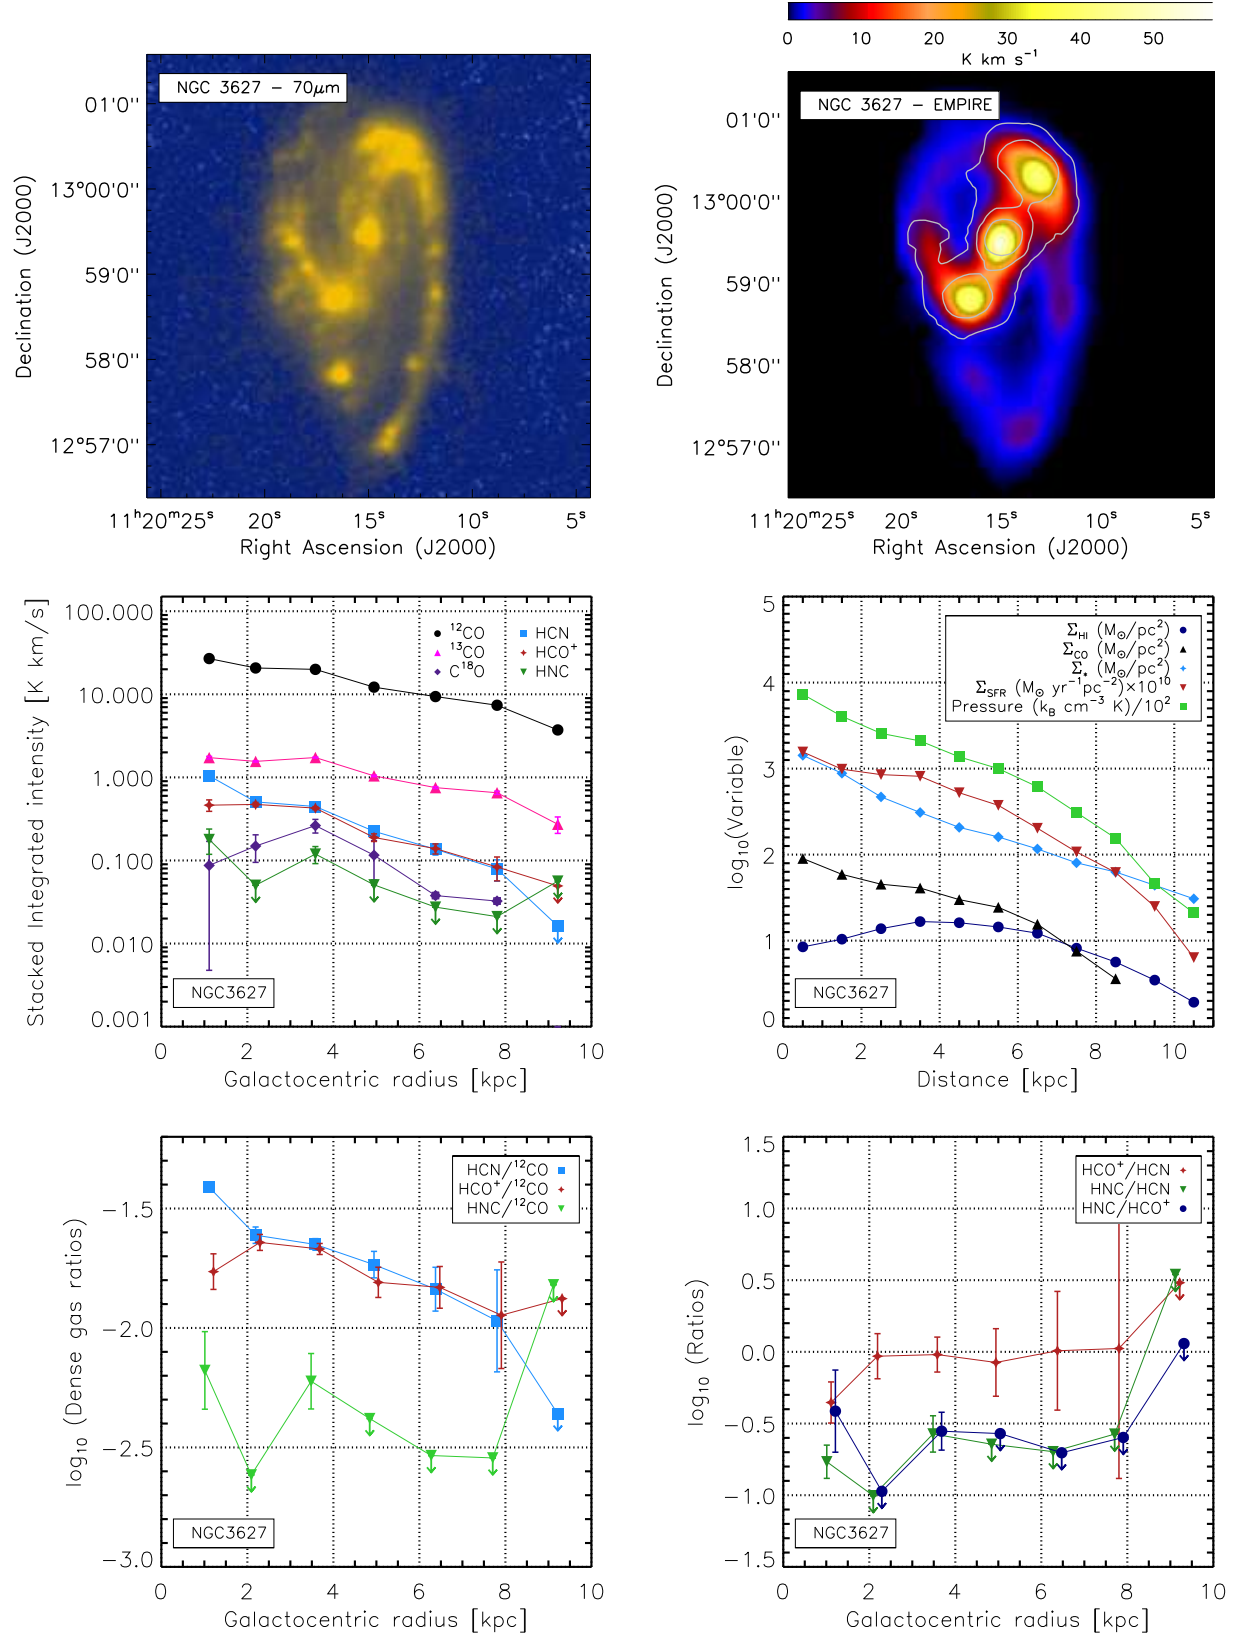 NGC 3627 − 70μm
01'0"
13°00'0"
59'0"
58'0"
12°57'0"
Declination (J2000)
11ʰ20ᵐ25ˢ 20ˢ 15ˢ 10ˢ 5ˢ
Right Ascension (J2000)
0 10 20 30 40 50
K km s⁻¹
NGC 3627 − EMPIRE
01'0"
13°00'0"
59'0"
58'0"
12°57'0"
Declination (J2000)
11ʰ20ᵐ25ˢ 20ˢ 15ˢ 10ˢ 5ˢ
Right Ascension (J2000)
Stacked Integrated intensity [K km/s]
100.000
10.000
1.000
0.100
0.010
0.001
¹²CO HCN
¹³CO HCO⁺
C¹⁸O HNC
NGC3627
0 2 4 6 8 10
Galactocentric radius [kpc]
log₁₀(Variable)
5
4
3
2
1
0
Σ_HI (M⊙/pc²)
Σ_CO (M⊙/pc²)
Σ⋆ (M⊙/pc²)
Σ_SFR (M⊙ yr⁻¹pc⁻²)×10¹⁰
Pressure (k_B cm⁻³ K)/10²
NGC3627
0 2 4 6 8 10
Distance [kpc]
log₁₀ (Dense gas ratios)
−1.5
−2.0
−2.5
−3.0
HCN/¹²CO
HCO⁺/¹²CO
HNC/¹²CO
NGC3627
0 2 4 6 8 10
Galactocentric radius [kpc]
log₁₀ (Ratios)
1.5
1.0
0.5
0.0
−0.5
−1.0
−1.5
HCO⁺/HCN
HNC/HCN
HNC/HCO⁺
NGC3627
0 2 4 6 8 10
Galactocentric radius [kpc]